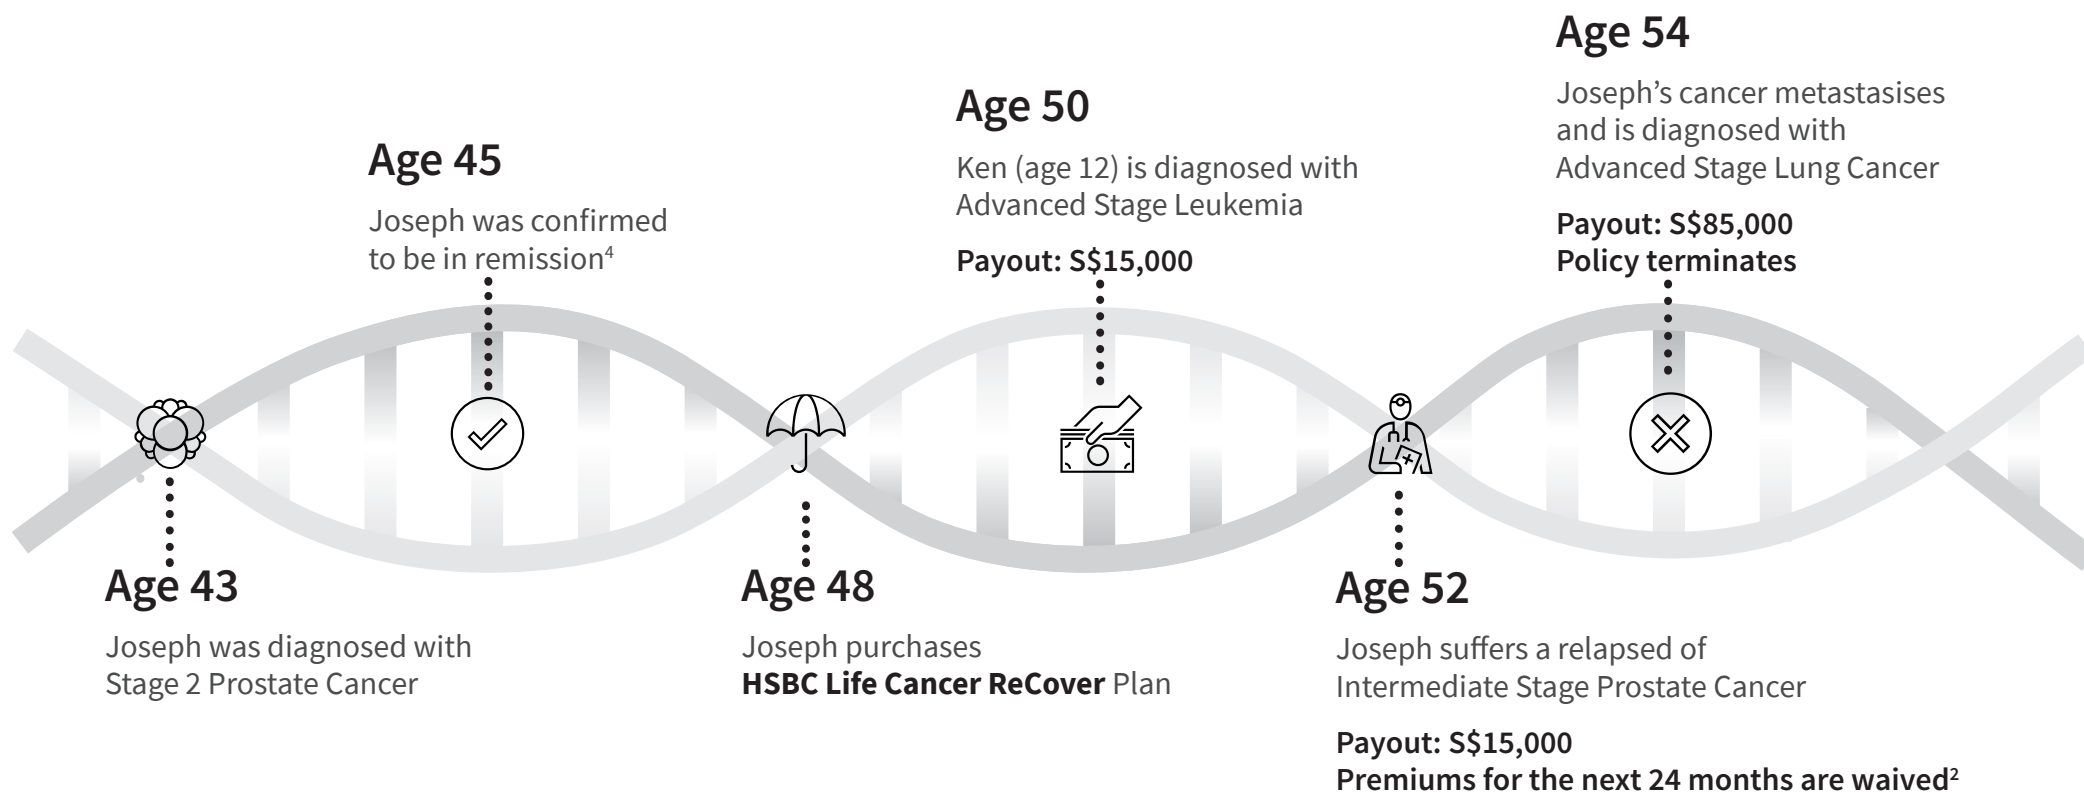 Age 43
Joseph was diagnosed with
Stage 2 Prostate Cancer
Age 45
Joseph was confirmed
to be in remission⁴
Age 48
Joseph purchases
HSBC Life Cancer ReCover Plan
Age 50
Ken (age 12) is diagnosed with
Advanced Stage Leukemia
Payout: S$15,000
Age 52
Joseph suffers a relapsed of
Intermediate Stage Prostate Cancer
Payout: S$15,000
Premiums for the next 24 months are waived²
Age 54
Joseph’s cancer metastasises
and is diagnosed with
Advanced Stage Lung Cancer
Payout: S$85,000
Policy terminates